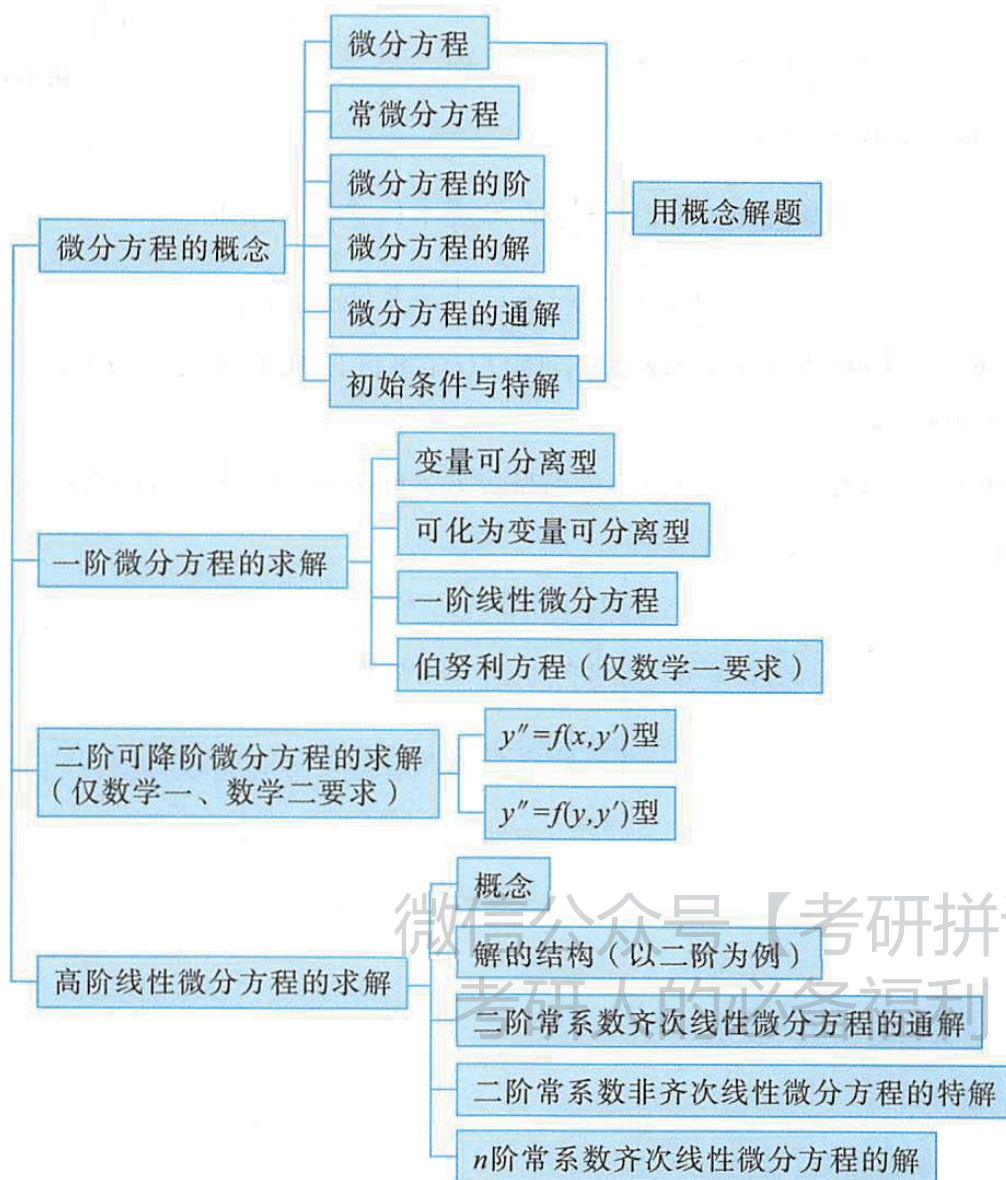 微分方程
常微分方程
微分方程的阶
用概念解题
微分方程的概念
微分方程的解
微分方程的通解
初始条件与特解
变量可分离型
可化为变量可分离型
一阶微分方程的求解
一阶线性微分方程
伯努利方程（仅数学一要求）
二阶可降阶微分方程的求解
（仅数学一、数学二要求）
y″=f(x,y′)型
y″=f(y,y′)型
概念
微信公众号【考研拼
解的结构（以二阶为例）
高阶线性微分方程的求解
考研人的必备福利
二阶常系数齐次线性微分方程的通解
二阶常系数非齐次线性微分方程的特解
n阶常系数齐次线性微分方程的解